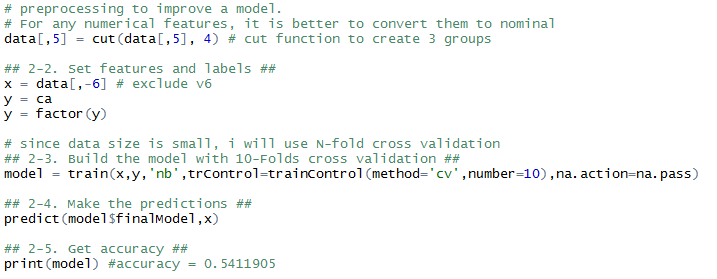 # preprocessing to improve a model.
# For any numerical features, it is better to convert them to nominal
data[,5] = cut(data[,5], 4) # cut function to create 3 groups
## 2-2. Set features and labels ##
x = data[,-6] # exclude v6
y = ca
y = factor(y)
# since data size is small, i will use N-fold cross validation
## 2-3. Build the model with 10-Folds cross validation ##
model = train(x,y,'nb',trControl=trainControl(method='cv',number=10),na.action=na.pass)
## 2-4. Make the predictions ##
predict(model$finalModel,x)
## 2-5. Get accuracy ##
print(model) #accuracy = 0.5411905